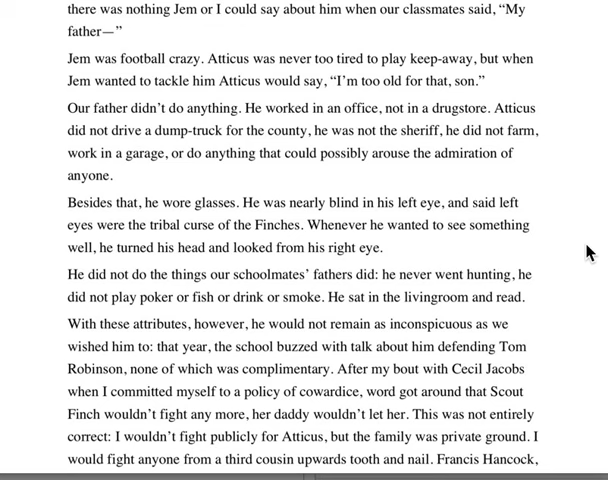 there was nothing Jem or I could say about him when our classmates said, “My
father—”
Jem was football crazy. Atticus was never too tired to play keep-away, but when
Jem wanted to tackle him Atticus would say, “I’m too old for that, son.”
Our father didn’t do anything. He worked in an office, not in a drugstore. Atticus
did not drive a dump-truck for the county, he was not the sheriff, he did not farm,
work in a garage, or do anything that could possibly arouse the admiration of
anyone.
Besides that, he wore glasses. He was nearly blind in his left eye, and said left
eyes were the tribal curse of the Finches. Whenever he wanted to see something
well, he turned his head and looked from his right eye.
He did not do the things our schoolmates’ fathers did: he never went hunting, he
did not play poker or fish or drink or smoke. He sat in the livingroom and read.
With these attributes, however, he would not remain as inconspicuous as we
wished him to: that year, the school buzzed with talk about him defending Tom
Robinson, none of which was complimentary. After my bout with Cecil Jacobs
when I committed myself to a policy of cowardice, word got around that Scout
Finch wouldn’t fight any more, her daddy wouldn’t let her. This was not entirely
correct: I wouldn’t fight publicly for Atticus, but the family was private ground. I
would fight anyone from a third cousin upwards tooth and nail. Francis Hancock,